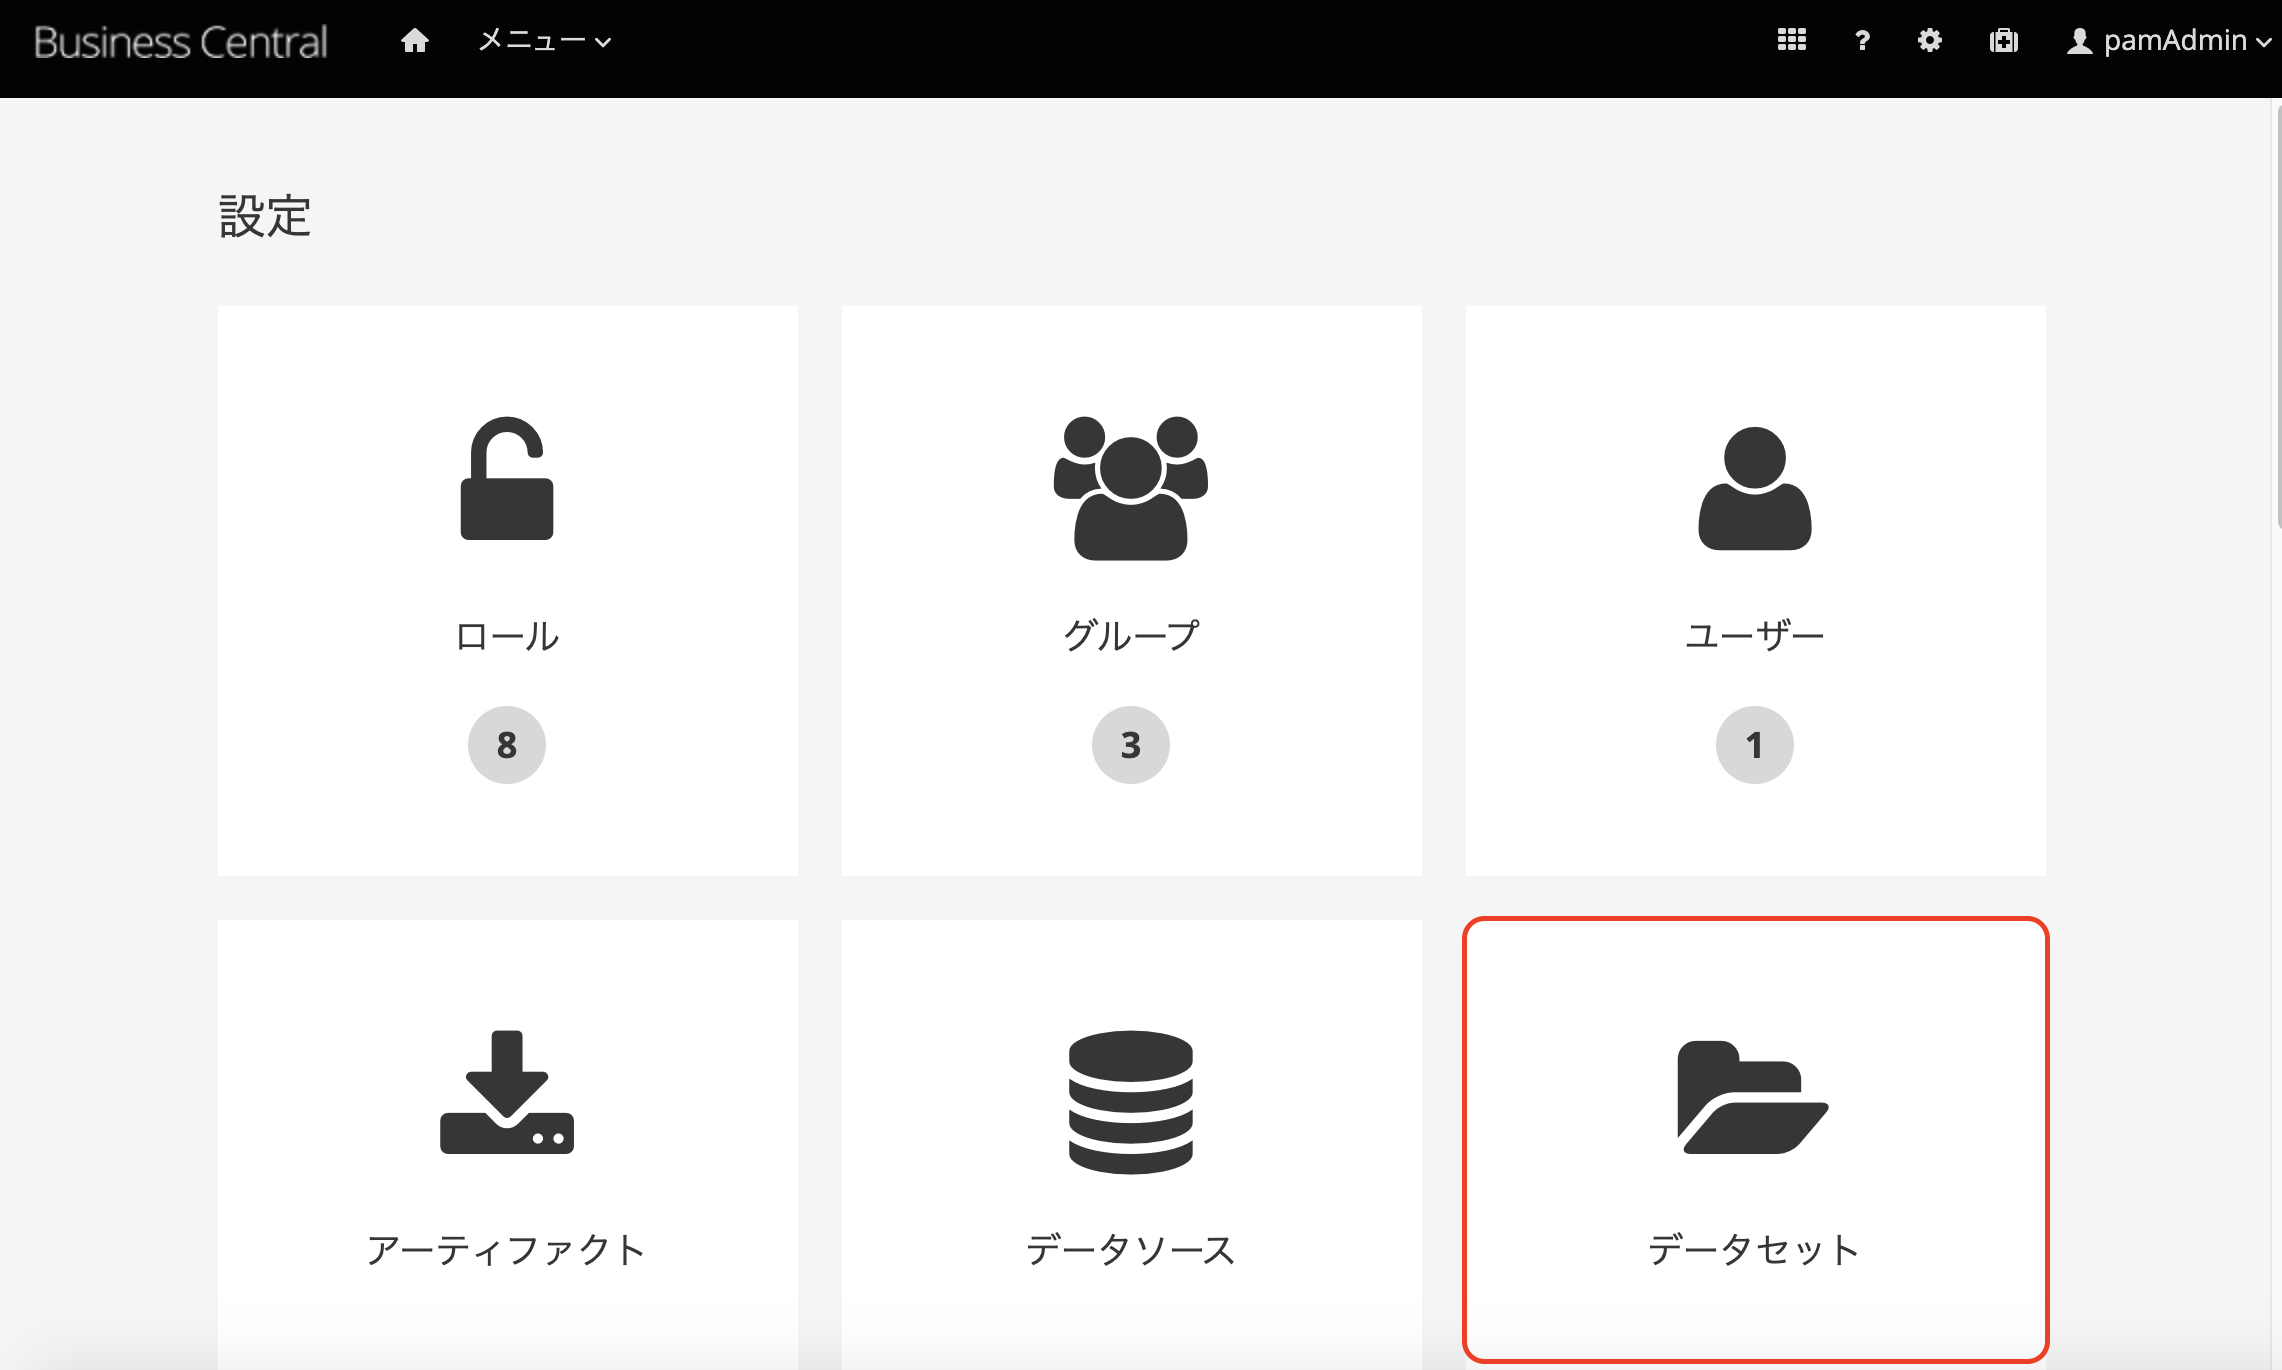 Business Central
メニュー
?
pamAdmin
設定
ロール
グループ
ユーザー
8
3
1
アーティファクト
データソース
データセット